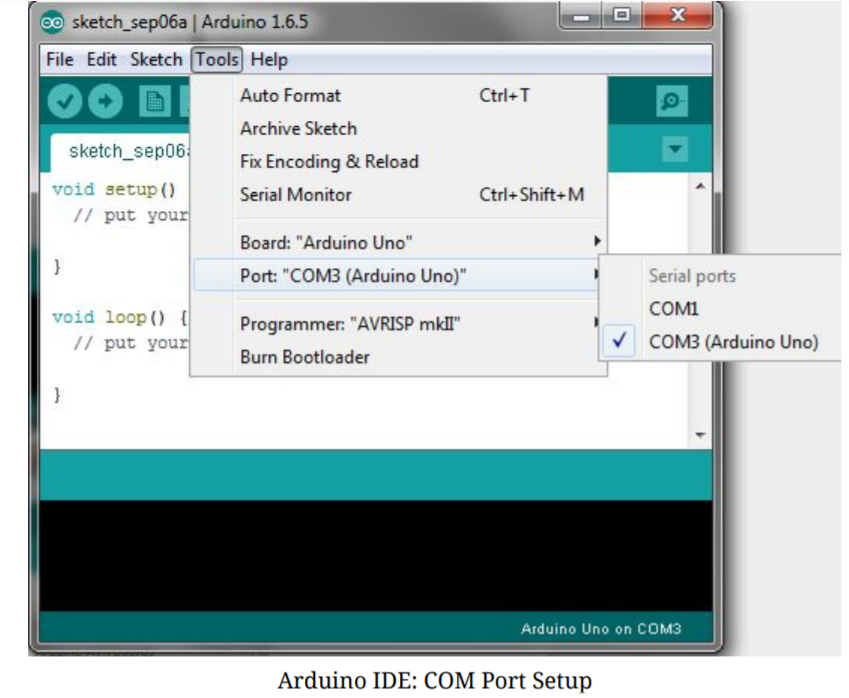 sketch_sep06a | Arduino 1.6.5
File Edit Sketch Tools Help
Auto Format Ctrl+T
Archive Sketch
sketch_sep06
Fix Encoding & Reload
void setup()
Serial Monitor Ctrl+Shift+M
// put your
Board: "Arduino Uno"
}
Port: "COM3 (Arduino Uno)"
Serial ports
COM1
void loop() {
Programmer: "AVRISP mkII"
// put your
COM3 (Arduino Uno)
Burn Bootloader
}
Arduino Uno on COM3
Arduino IDE: COM Port Setup